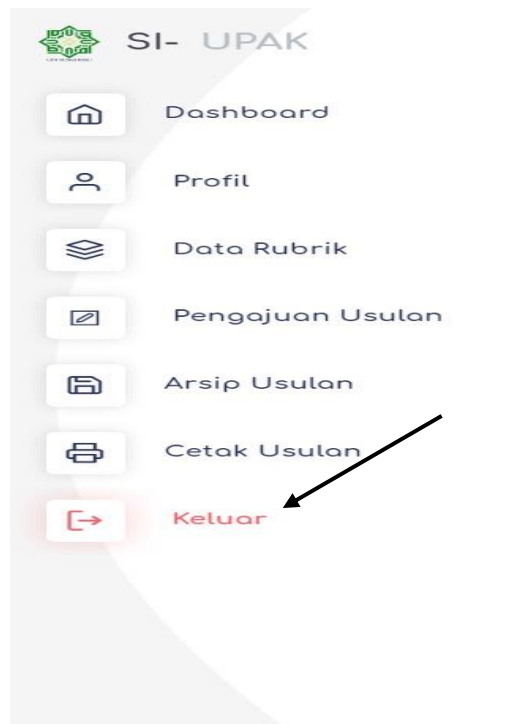 SI- UPAK
Dashboard
Profil
Data Rubrik
Pengajuan Usulan
Arsip Usulan
Cetak Usulan
Keluar